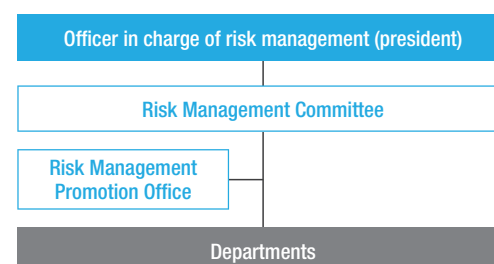 Officer in charge of risk management (president)
Risk Management Committee
Risk Management
Promotion Office
Departments